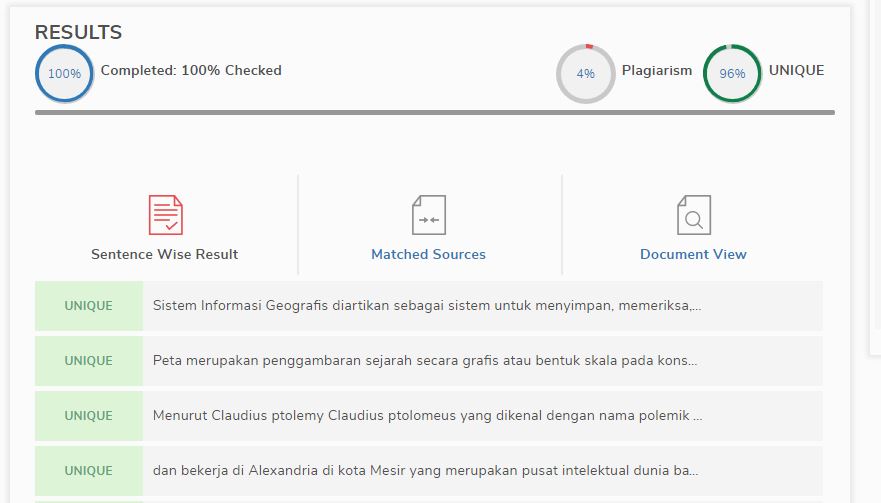 RESULTS
100% Completed: 100% Checked 4% Plagiarism 96% UNIQUE
Sentence Wise Result Matched Sources Document View
UNIQUE Sistem Informasi Geografis diartikan sebagai sistem untuk menyimpan, memeriksa,...
UNIQUE Peta merupakan penggambaran sejarah secara grafis atau bentuk skala pada kons...
UNIQUE Menurut Claudius ptolemy Claudius ptolomeus yang dikenal dengan nama polemik ...
UNIQUE dan bekerja di Alexandria di kota Mesir yang merupakan pusat intelektual dunia ba...